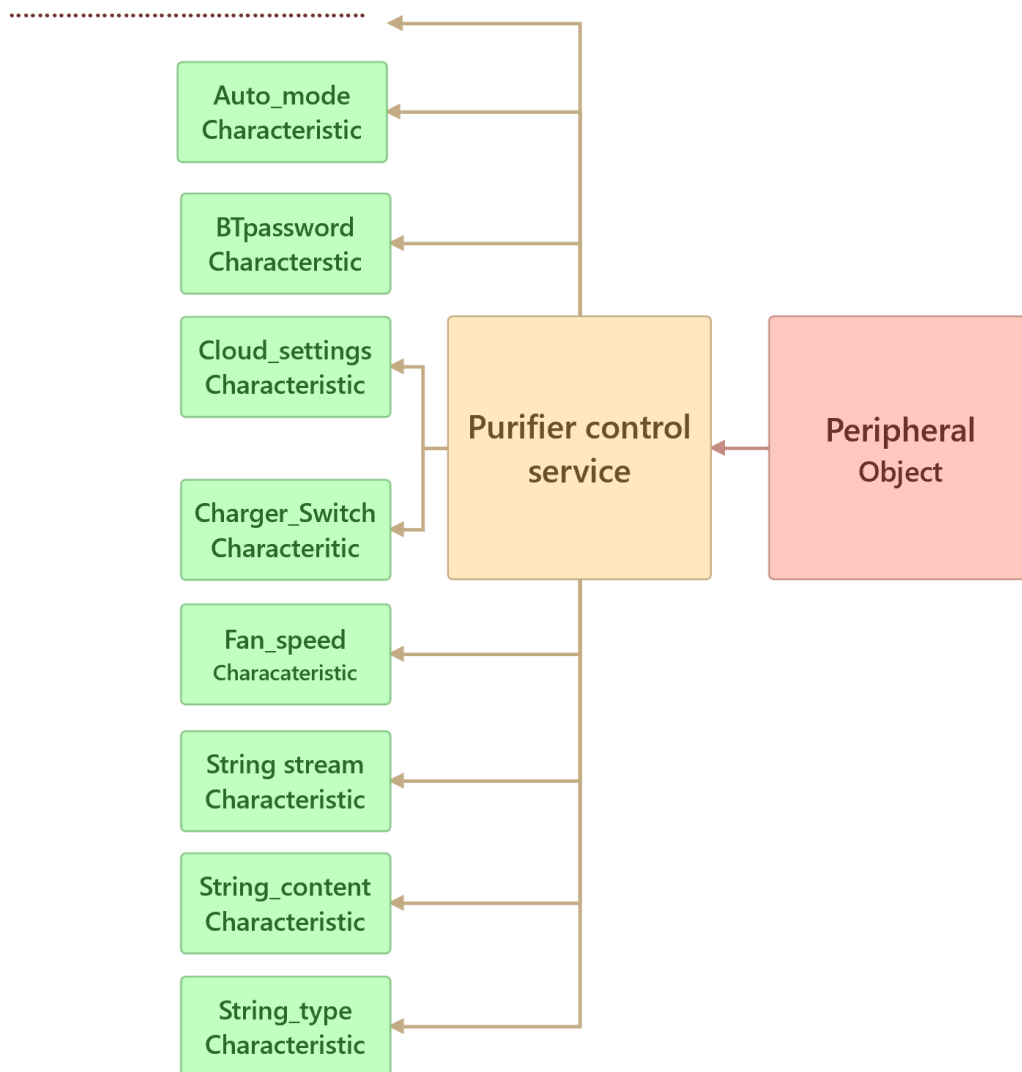 Auto_mode
Characteristic
BTpassword
Characterstic
Cloud_settings
Characteristic
Charger_Switch
Characteritic
Fan_speed
Characateristic
String stream
Characteristic
String_content
Characteristic
String_type
Characteristic
Purifier control
service
Peripheral
Object